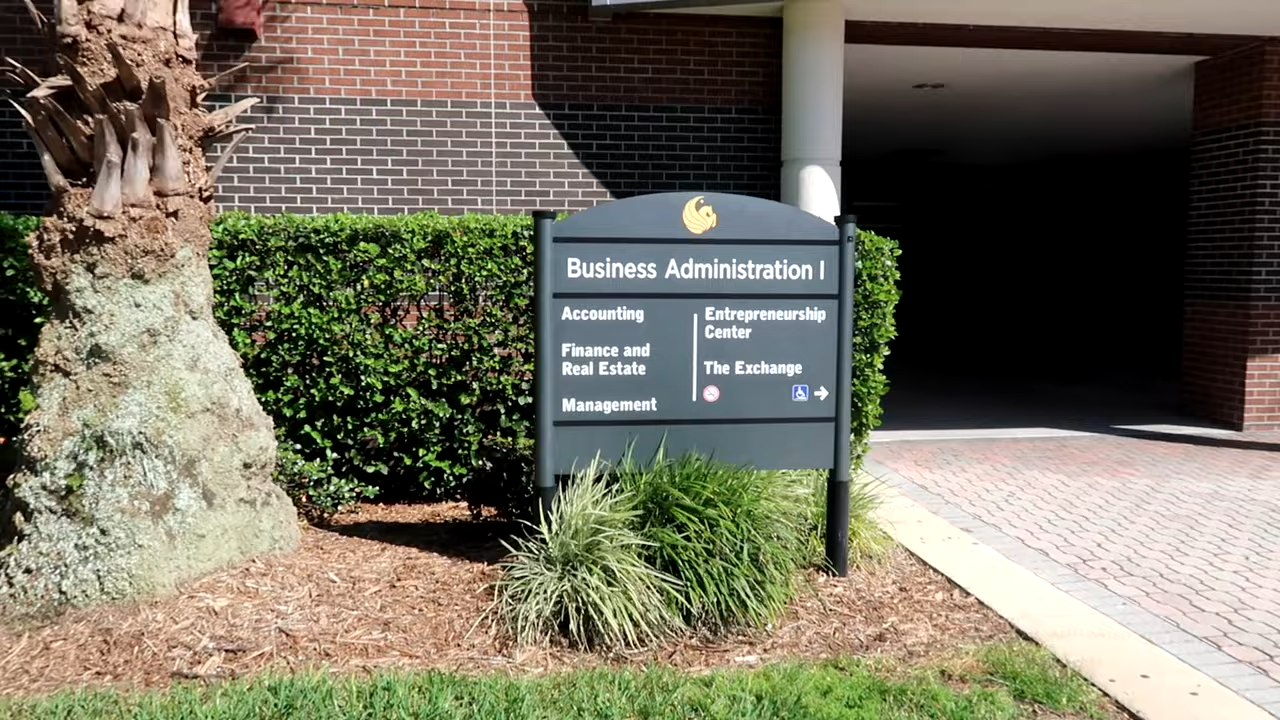 Business Administration I
Accounting
Finance and
Real Estate
Management
Entrepreneurship
Center
The Exchange